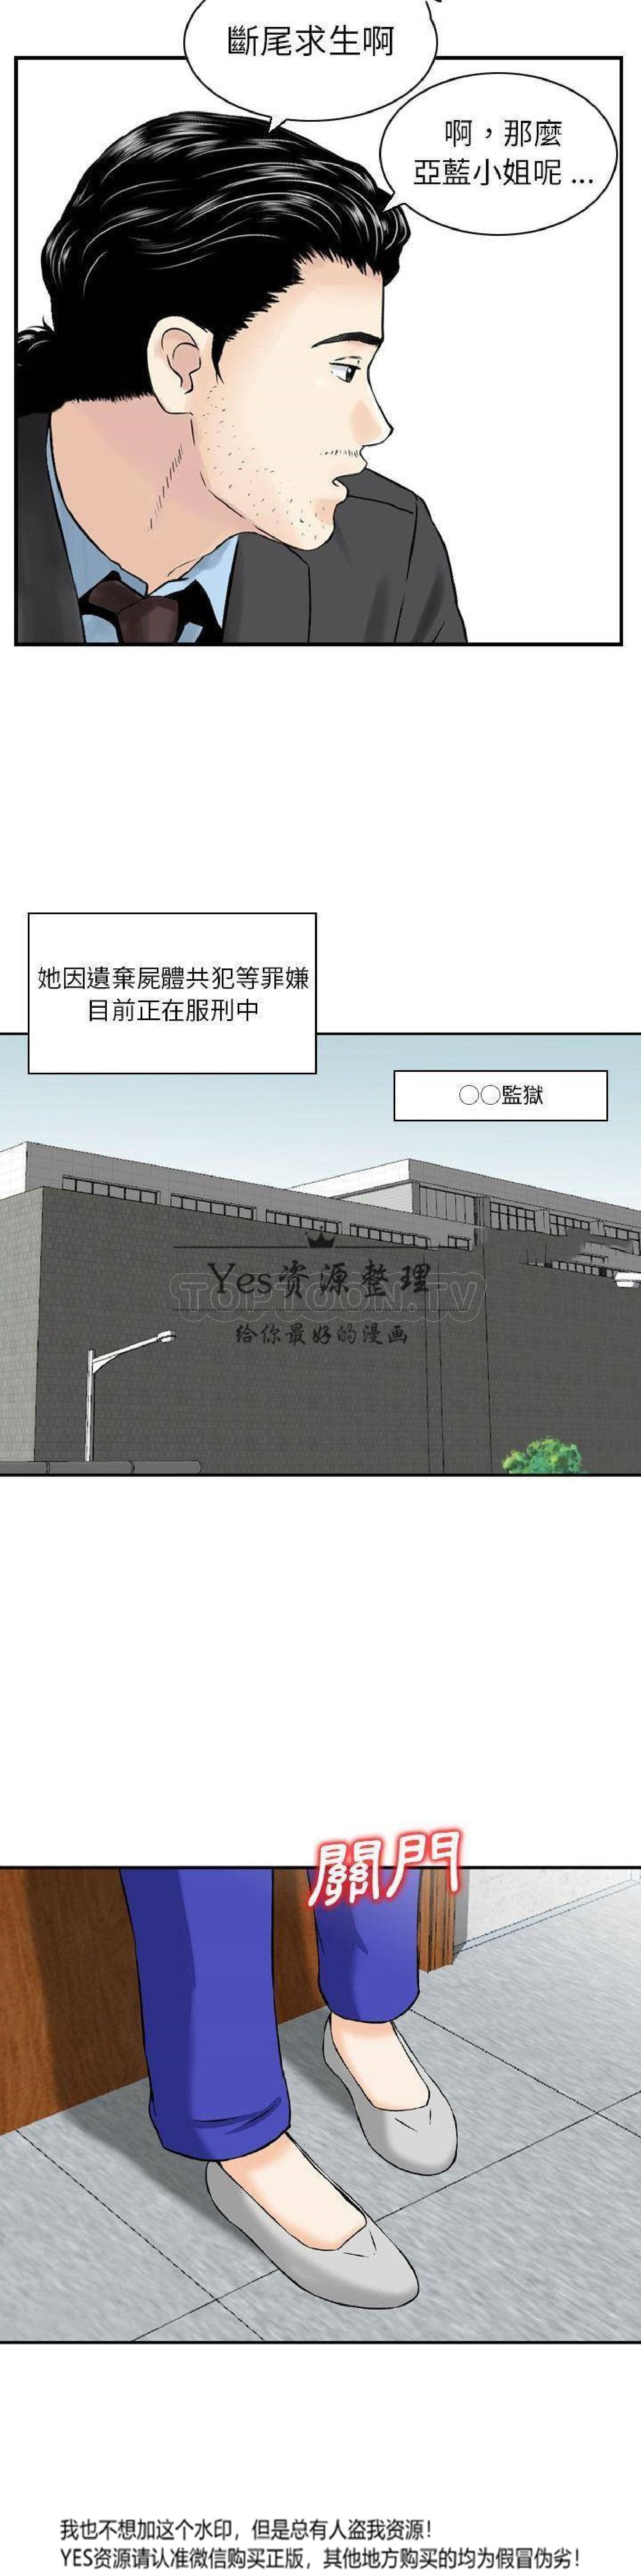 斷尾求生啊
啊，那麼
亞藍小姐呢...
她因遺棄屍體共犯等罪嫌
目前正在服刑中
○○監獄
Yes资源整理
TOPTOON.TV
给你最好的漫画
關門
我也不想加这个水印，但是总有人盗我资源！
YES资源请认准微信购买正版，其他地方购买的均为假冒伪劣！